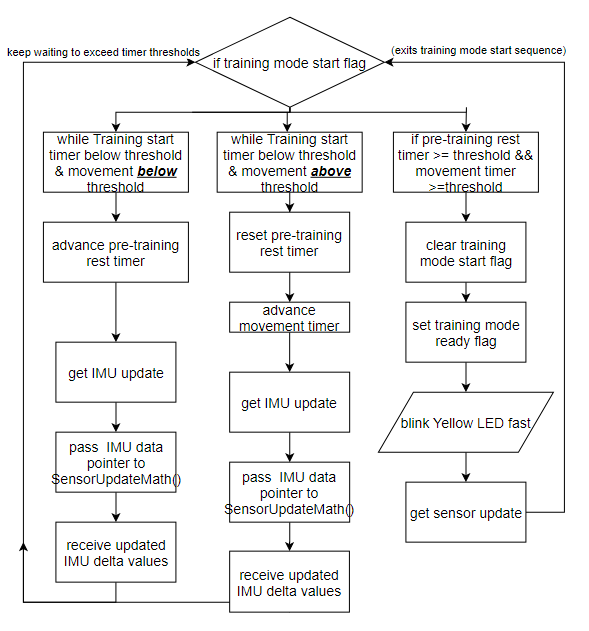 keep waiting to exceed timer thresholds
(exits training mode start sequence)
if training mode start flag
while Training start
timer below threshold
& movement below
threshold
while Training start
timer below threshold
& movement above
threshold
if pre-training rest
timer >= threshold &&
movement timer
>=threshold
advance pre-training
rest timer
reset pre-training
rest timer
clear training
mode start flag
advance
movement timer
set training mode
ready flag
get IMU update
get IMU update
blink Yellow LED fast
pass  IMU data
pointer to
SensorUpdateMath()
pass  IMU data
pointer to
SensorUpdateMath()
get sensor update
receive updated
IMU delta values
receive updated
IMU delta values